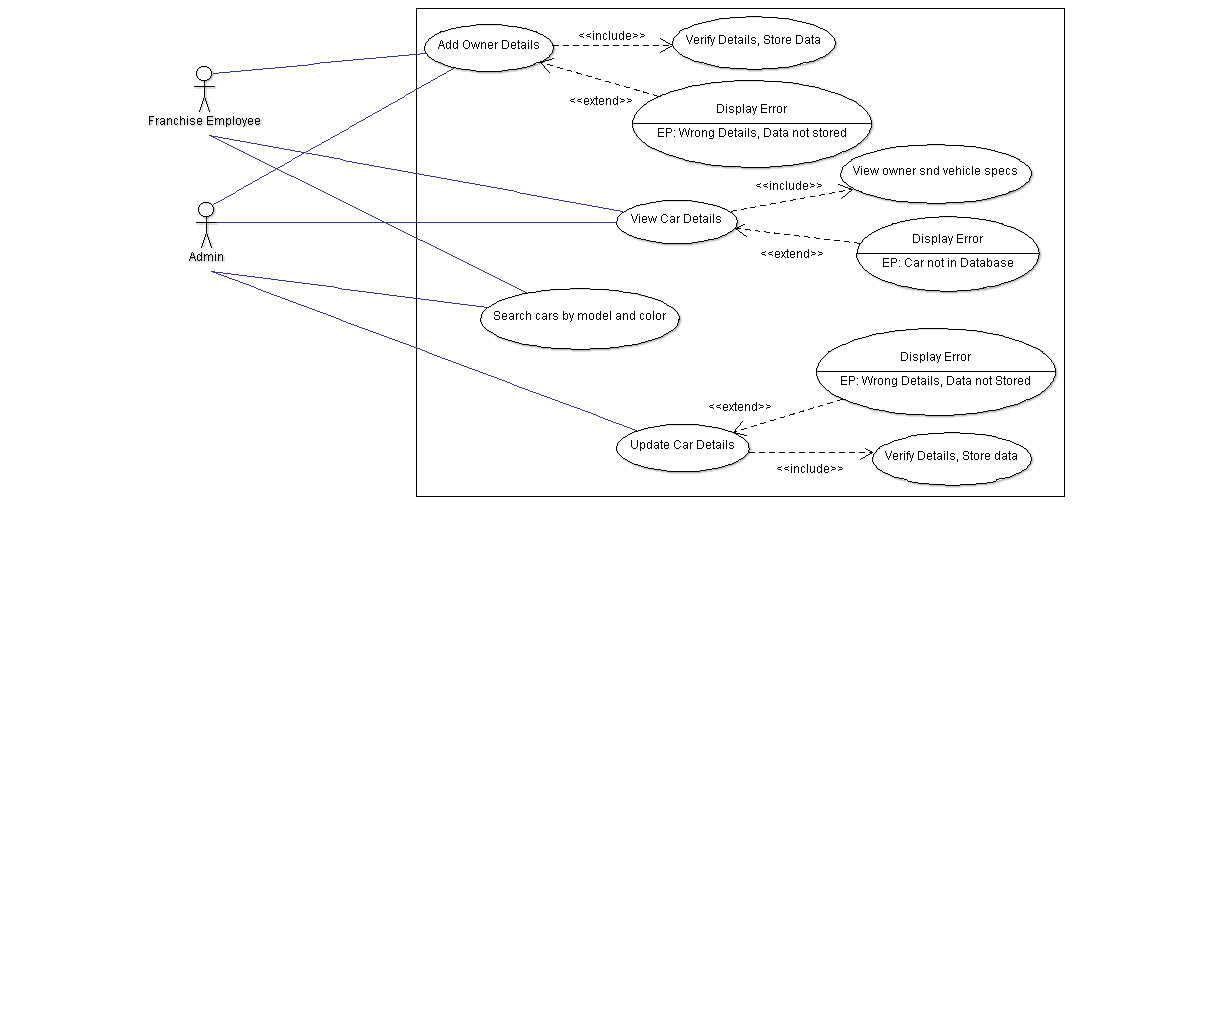 Add Owner Details
<<include>>
Verify Details, Store Data
<<extend>>
Display Error
EP: Wrong Details, Data not stored
Franchise Employee
View owner snd vehicle specs
<<include>>
View Car Details
<<extend>>
Display Error
EP: Car not in Database
Admin
Search cars by model and color
Display Error
EP: Wrong Details, Data not Stored
<<extend>>
Update Car Details
<<include>>
Verify Details, Store data